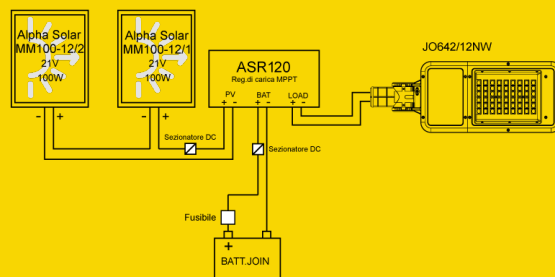 Alpha Solar
MM100-12/2
21V
100W
- +
Alpha Solar
MM100-12/1
21V
100W
- +
ASR120
Reg.di carica MPPT
PV BAT LOAD
+ - + - + -
JO642/12NW
Sezionatore DC
Sezionatore DC
Fusibile
+
BATT.JOIN